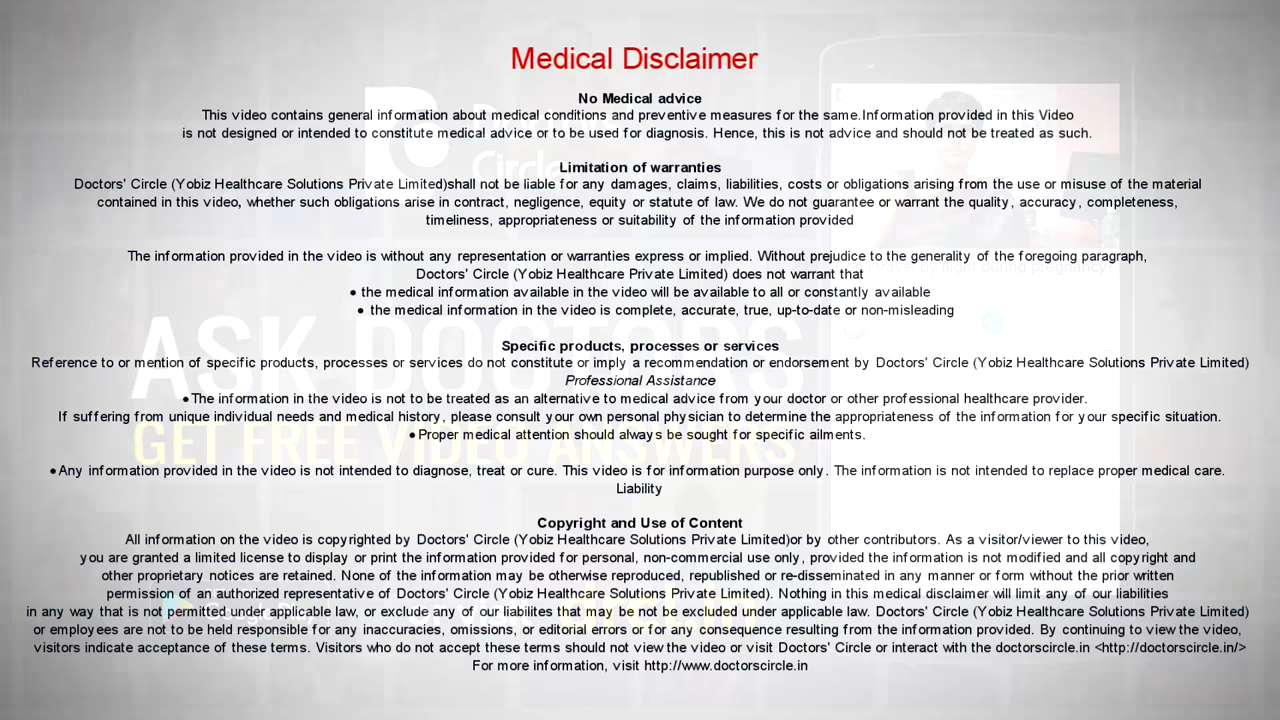 Medical Disclaimer
No Medical advice
This video contains general information about medical conditions and preventive measures for the same.Information provided in this Video
is not designed or intended to constitute medical advice or to be used for diagnosis. Hence, this is not advice and should not be treated as such.
Limitation of warranties
Doctors' Circle (Yobiz Healthcare Solutions Private Limited)shall not be liable for any damages, claims, liabilities, costs or obligations arising from the use or misuse of the material
contained in this video, whether such obligations arise in contract, negligence, equity or statute of law. We do not guarantee or warrant the quality, accuracy, completeness,
timeliness, appropriateness or suitability of the information provided
The information provided in the video is without any representation or warranties express or implied. Without prejudice to the generality of the foregoing paragraph,
Doctors' Circle (Yobiz Healthcare Private Limited) does not warrant that
• the medical information available in the video will be available to all or constantly available
• the medical information in the video is complete, accurate, true, up-to-date or non-misleading
Specific products, processes or services
Reference to or mention of specific products, processes or services do not constitute or imply a recommendation or endorsement by Doctors' Circle (Yobiz Healthcare Solutions Private Limited)
Professional Assistance
•The information in the video is not to be treated as an alternative to medical advice from your doctor or other professional healthcare provider.
If suffering from unique individual needs and medical history, please consult your own personal physician to determine the appropriateness of the information for your specific situation.
•Proper medical attention should always be sought for specific ailments.
•Any information provided in the video is not intended to diagnose, treat or cure. This video is for information purpose only. The information is not intended to replace proper medical care.
Liability
Copyright and Use of Content
All information on the video is copyrighted by Doctors' Circle (Yobiz Healthcare Solutions Private Limited)or by other contributors. As a visitor/viewer to this video,
you are granted a limited license to display or print the information provided for personal, non-commercial use only, provided the information is not modified and all copyright and
other proprietary notices are retained. None of the information may be otherwise reproduced, republished or re-disseminated in any manner or form without the prior written
permission of an authorized representative of Doctors' Circle (Yobiz Healthcare Solutions Private Limited). Nothing in this medical disclaimer will limit any of our liabilities
in any way that is not permitted under applicable law, or exclude any of our liabilites that may be not be excluded under applicable law. Doctors' Circle (Yobiz Healthcare Solutions Private Limited)
or employees are not to be held responsible for any inaccuracies, omissions, or editorial errors or for any consequence resulting from the information provided. By continuing to view the video,
visitors indicate acceptance of these terms. Visitors who do not accept these terms should not view the video or visit Doctors' Circle or interact with the doctorscircle.in <http://doctorscircle.in/>
For more information, visit http://www.doctorscircle.in
ASK DOCTORS
GET FREE VIDEO ANSWERS